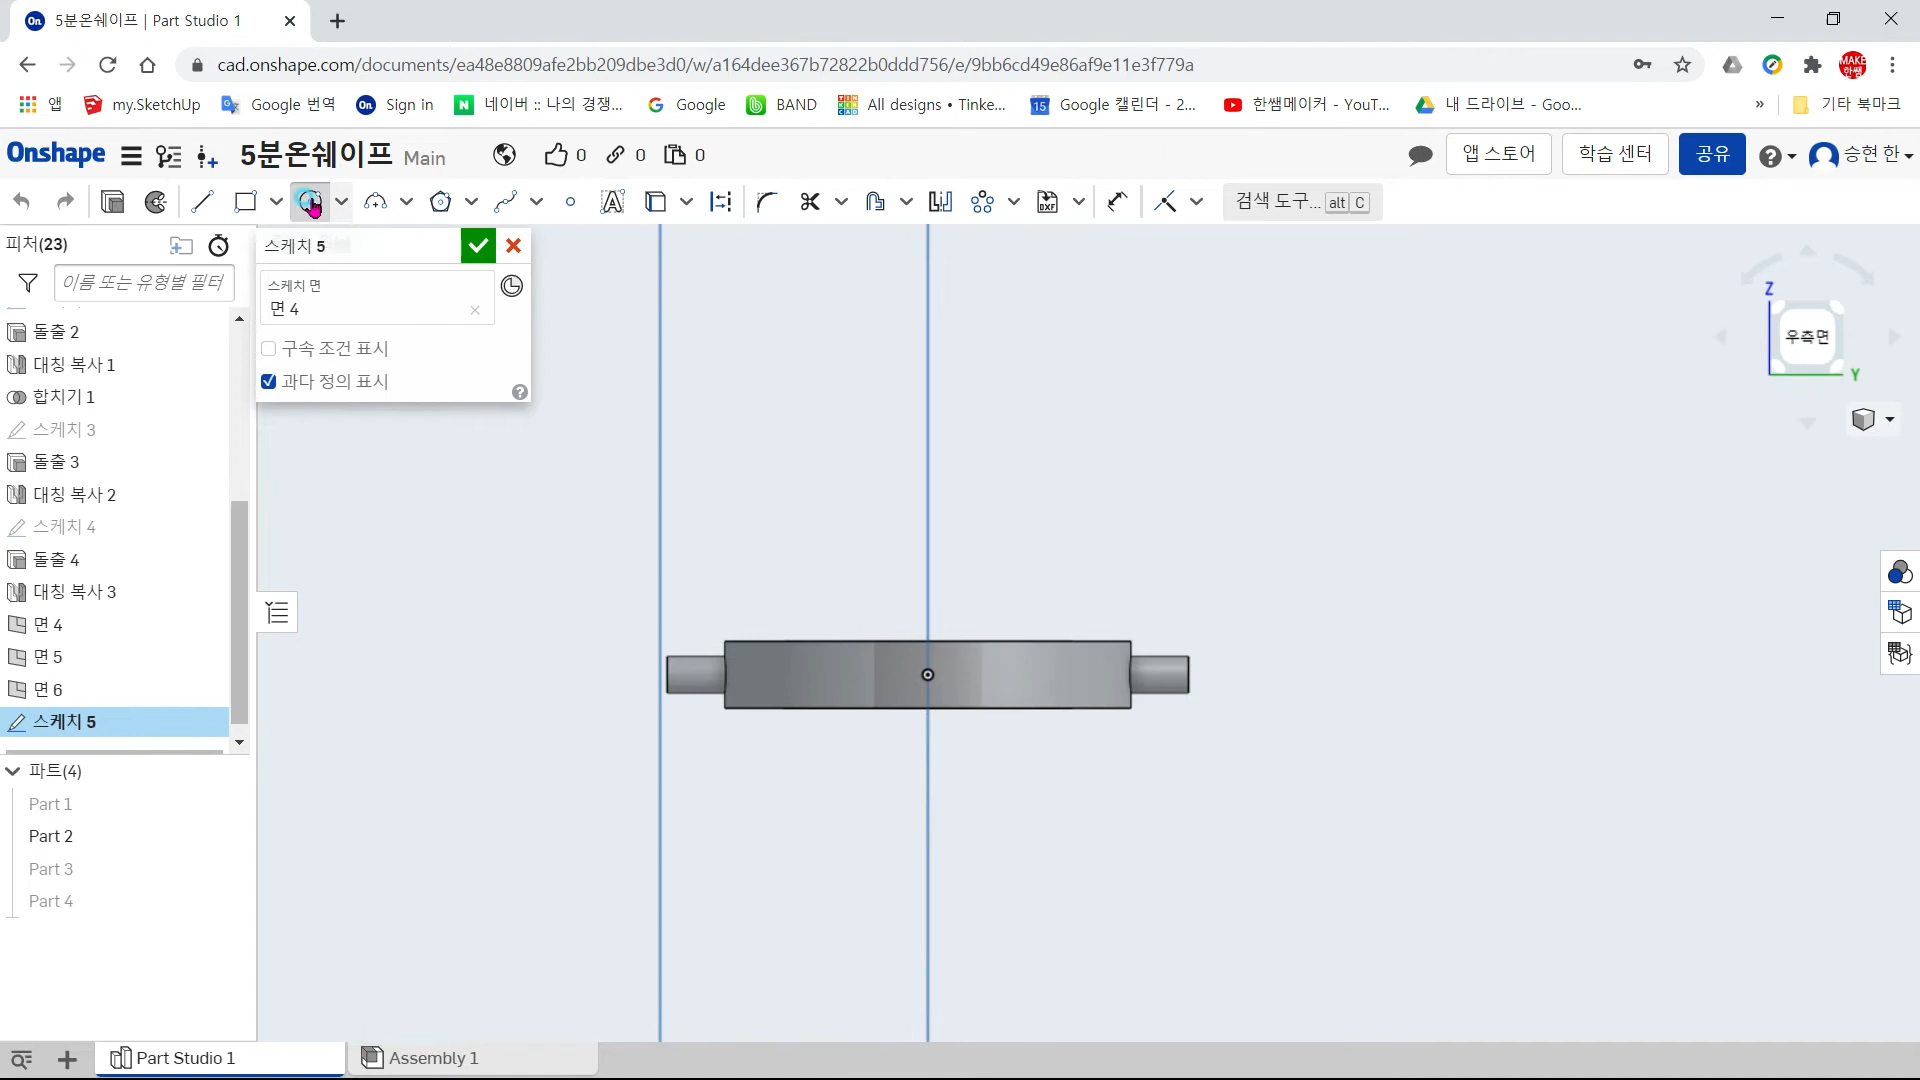 5분온쉐이프 | Part Studio 1
cad.onshape.com/documents/ea48e8809afe2bb209dbe3d0/w/a164dee367b72822b0ddd756/e/9bb6cd49e86af9e11e3f779a
MAKE 한쌤
앱 my.SketchUp Google 번역 Sign in 네이버 :: 나의 경쟁... Google BAND All designs • Tinke... 15 Google 캘린더 - 2... 한쌤메이커 - YouT... 내 드라이브 - Goo... » 기타 북마크
Onshape 5분온쉐이프 Main 0 0 0 앱 스토어 학습 센터 공유 승현 한
검색 도구... alt C
피처(23)
이름 또는 유형별 필터
돌출 2
대칭 복사 1
합치기 1
스케치 3
돌출 3
대칭 복사 2
스케치 4
돌출 4
대칭 복사 3
면 4
면 5
면 6
스케치 5
파트(4)
Part 1
Part 2
Part 3
Part 4
스케치 5
스케치 면
면 4
구속 조건 표시
과다 정의 표시
Z
우측면
Y
Part Studio 1 Assembly 1